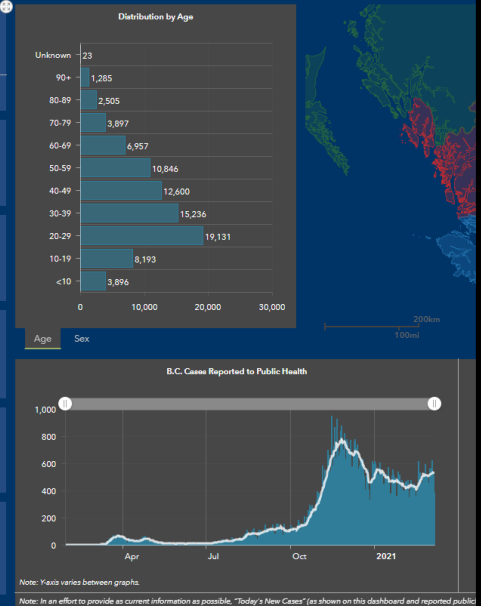 Distribution by Age
Unknown 23
90+ 1,285
80-89 2,505
70-79 3,897
60-69 6,957
50-59 10,846
40-49 12,600
30-39 15,236
20-29 19,131
10-19 8,193
<10 3,896
0 10,000 20,000 30,000
200km
100mi
Age Sex
B.C. Cases Reported to Public Health
1,000
800
600
400
200
0
Apr Jul Oct 2021
Note: Y-axis varies between graphs.
Note: In an effort to provide as current information as possible, "Today's New Cases" (as shown on this dashboard and reported public